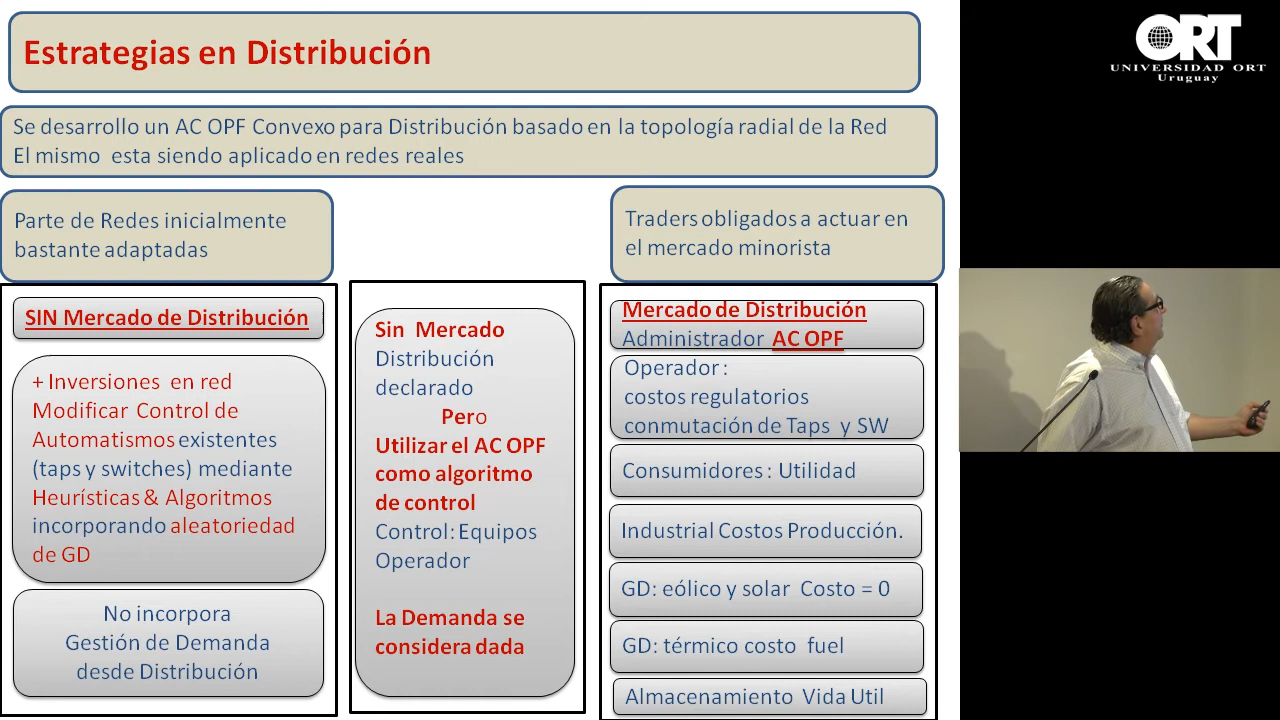 Estrategias en Distribución
Se desarrollo un AC OPF Convexo para Distribución basado en la topología radial de la Red
El mismo esta siendo aplicado en redes reales
Parte de Redes inicialmente
bastante adaptadas
Traders obligados a actuar en
el mercado minorista
SIN Mercado de Distribución
+ Inversiones en red
Modificar Control de
Automatismos existentes
(taps y switches) mediante
Heurísticas & Algoritmos
incorporando aleatoriedad
de GD
No incorpora
Gestión de Demanda
desde Distribución
Sin Mercado
Distribución
declarado
Pero
Utilizar el AC OPF
como algoritmo
de control
Control: Equipos
Operador
La Demanda se
considera dada
Mercado de Distribución
Administrador AC OPF
Operador :
costos regulatorios
conmutación de Taps y SW
Consumidores : Utilidad
Industrial Costos Producción.
GD: eólico y solar Costo = 0
GD: térmico costo fuel
Almacenamiento Vida Util
ORT
UNIVERSIDAD ORT
Uruguay